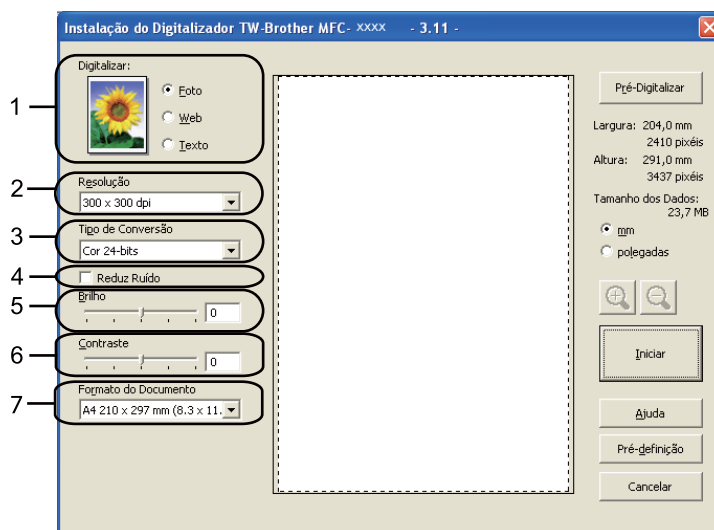 Instalação do Digitalizador TW-Brother MFC- xxxx - 3.11 -
1
Digitalizar:
Foto
Web
Texto
2
Resolução
300 x 300 dpi
3
Tipo de Conversão
Cor 24-bits
4
Reduz Ruído
5
Brilho
0
6
Contraste
0
7
Formato do Documento
A4 210 x 297 mm (8.3 x 11.
Pré-Digitalizar
Largura: 204,0 mm
2410 pixéis
Altura: 291,0 mm
3437 pixéis
Tamanho dos Dados:
23,7 MB
mm
polegadas
Iniciar
Ajuda
Pré-definição
Cancelar